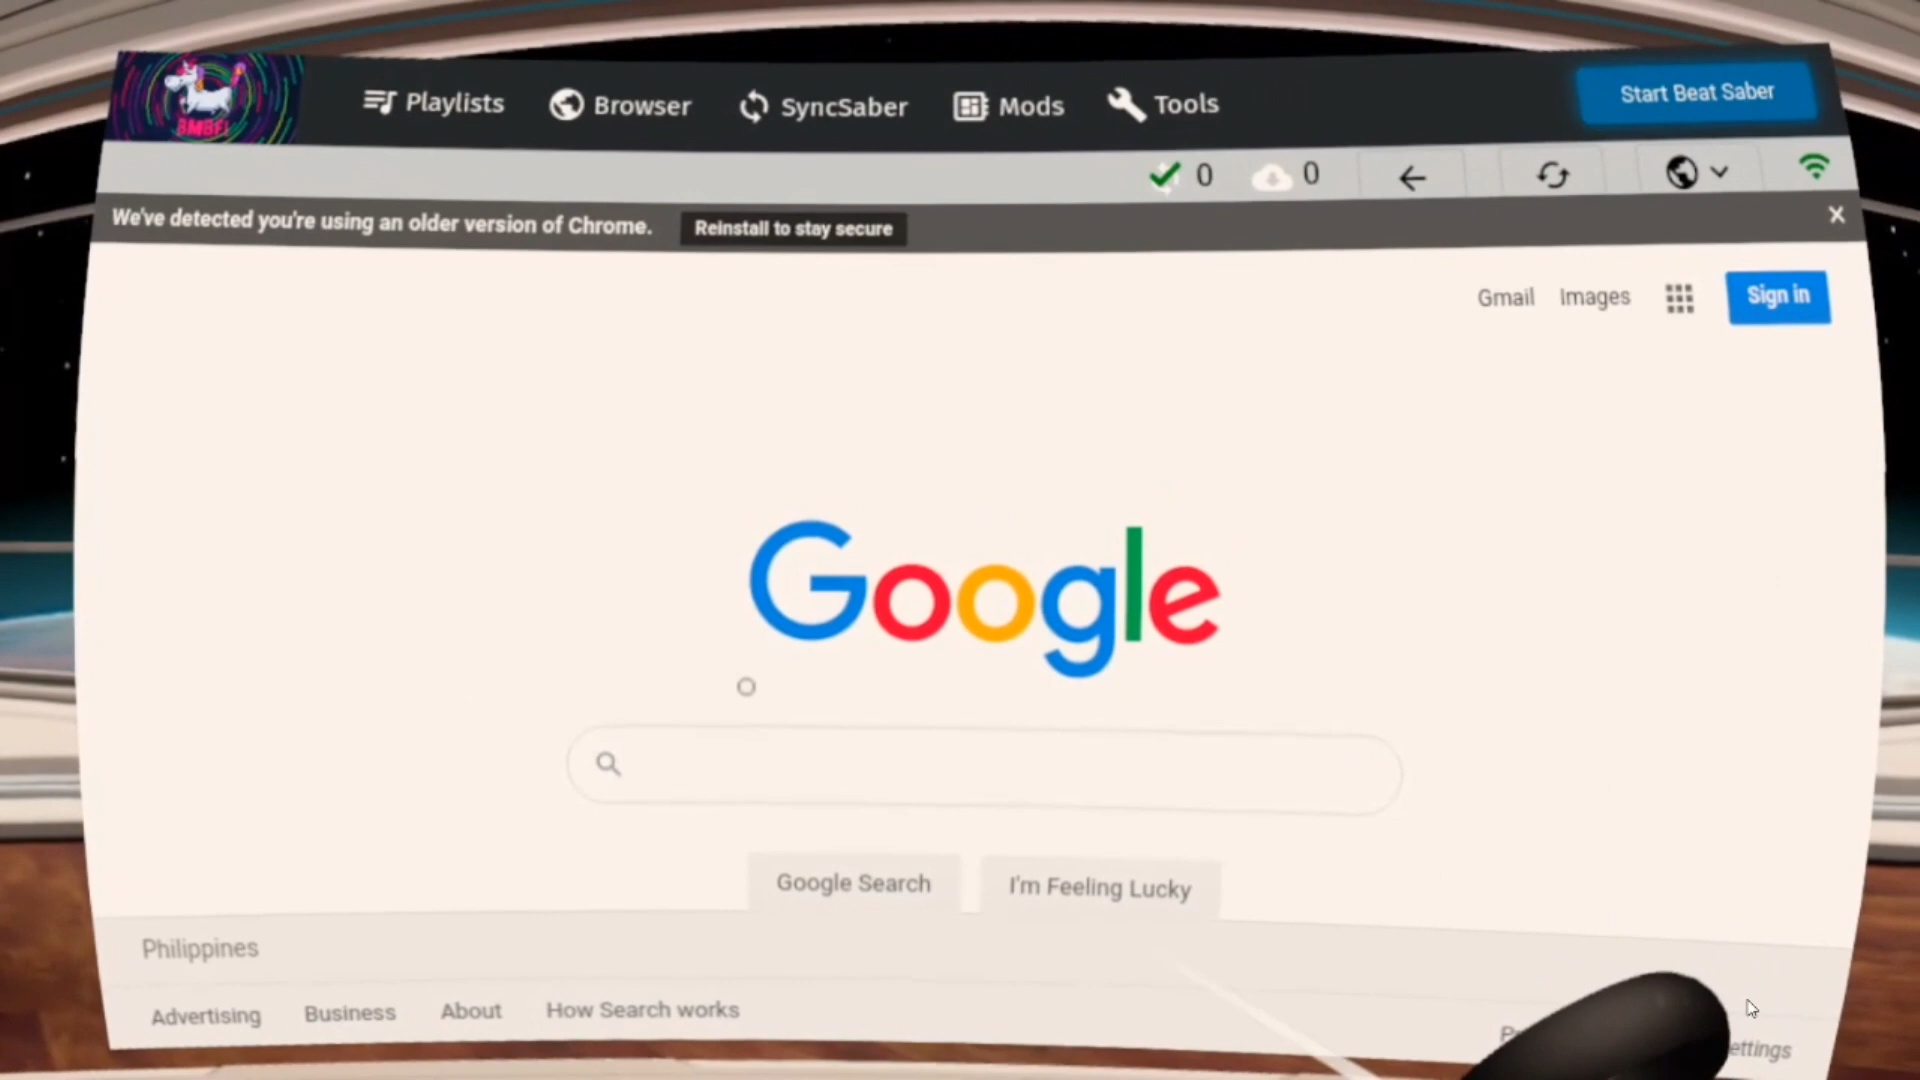 BMBF!
Playlists Browser SyncSaber Mods Tools Start Beat Saber
0 0
We've detected you're using an older version of Chrome. Reinstall to stay secure
Gmail Images Sign in
Google
Google Search I'm Feeling Lucky
Philippines
Advertising Business About How Search works